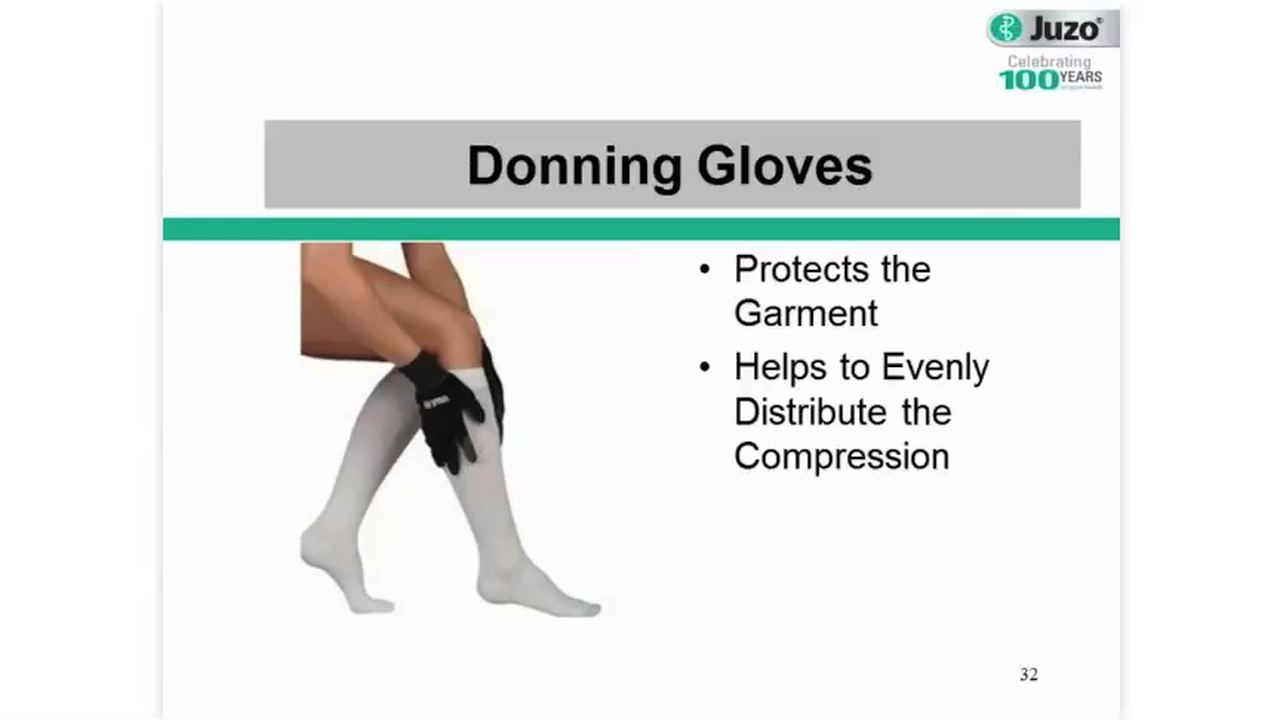 Juzo®
Celebrating
100 YEARS
Donning Gloves
• Protects the
Garment
• Helps to Evenly
Distribute the
Compression
32